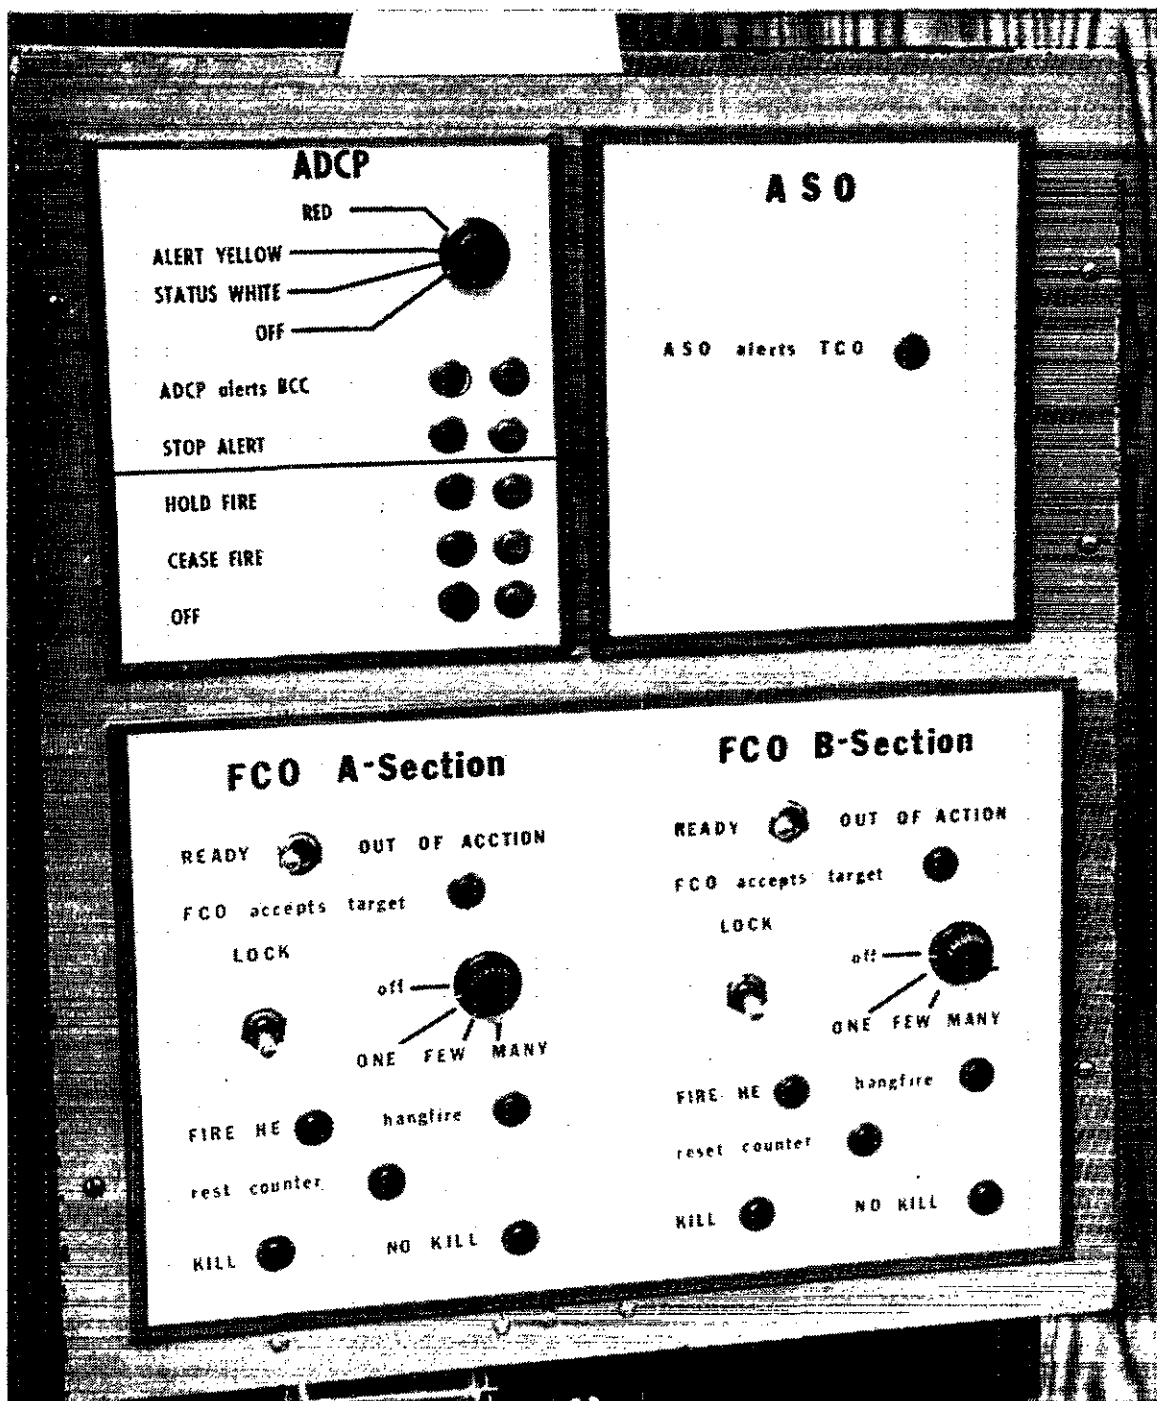 ADCP
RED
ALERT YELLOW
STATUS WHITE
OFF
ADCP alerts BCC
STOP ALERT
HOLD FIRE
CEASE FIRE
OFF
ASO
ASO alerts TCO
FCO A-Section
READY OUT OF ACCTION
FCO accepts target
LOCK
off
ONE FEW MANY
FIRE HE hangfire
rest counter
KILL NO KILL
FCO B-Section
READY OUT OF ACTION
FCO accepts target
LOCK
off
ONE FEW MANY
FIRE HE hangfire
reset counter
KILL NO KILL